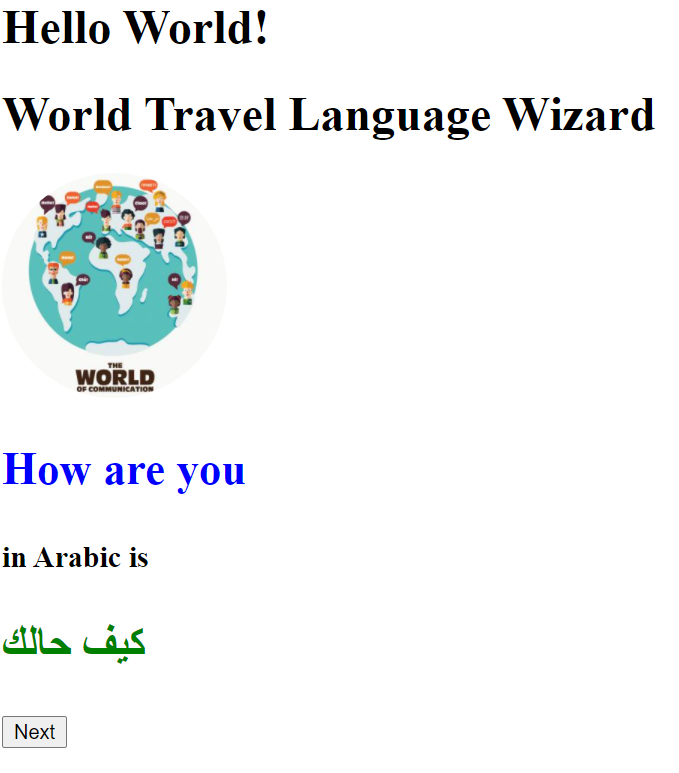 Hello World!
World Travel Language Wizard
THE
WORLD
OF COMMUNICATION
How are you
in Arabic is
كيف حالك
Next